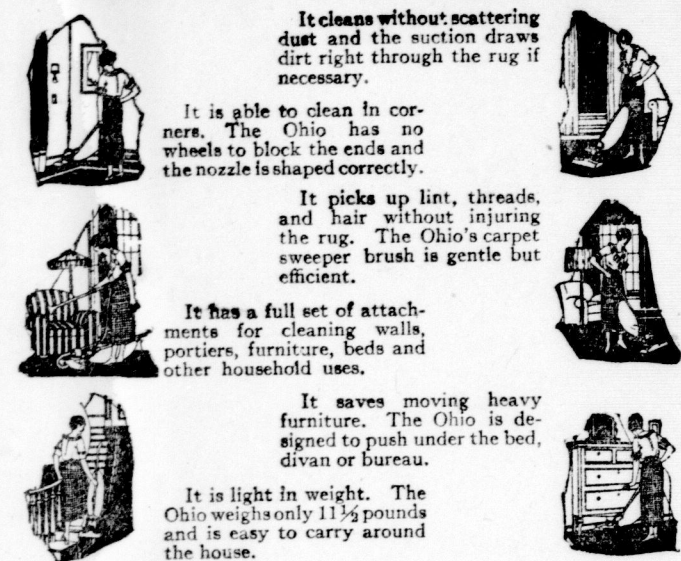 It cleans without scattering
dust and the suction draws
dirt right through the rug if
necessary.
It is able to clean in cor-
ners. The Ohio has no
wheels to block the ends and
the nozzle is shaped correctly.
It picks up lint, threads,
and hair without injuring
the rug. The Ohio's carpet
sweeper brush is gentle but
efficient.
It has a full set of attach-
ments for cleaning walls,
portiers, furniture, beds and
other household uses.
It saves moving heavy
furniture. The Ohio is de-
signed to push under the bed,
divan or bureau.
It is light in weight. The
Ohio weighs only 11½ pounds
and is easy to carry around
the house.